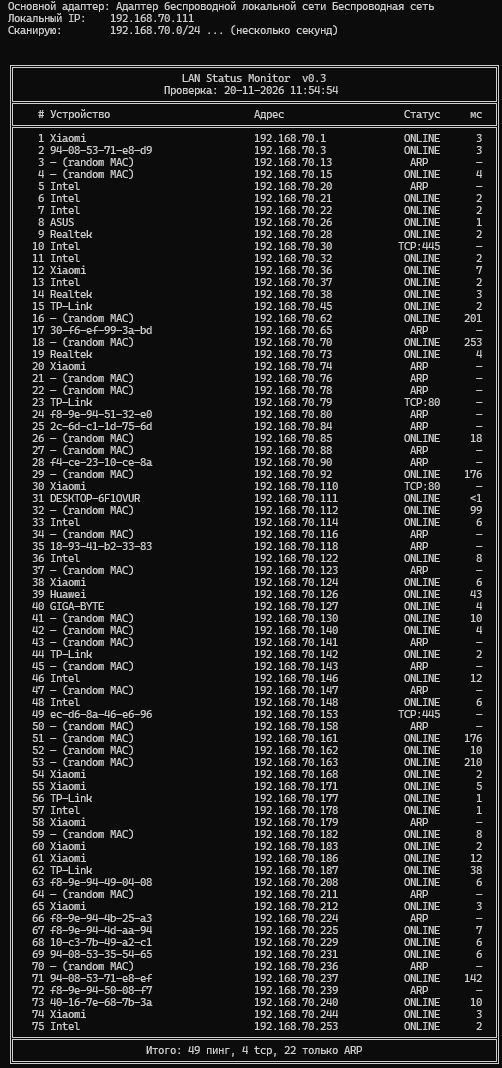 Основной адаптер: Адаптер беспроводной локальной сети Беспроводная сеть
Локальный IP: 192.168.70.111
Сканирую: 192.168.70.0/24 ... (несколько секунд)
LAN Status Monitor v0.3
Проверка: 20-11-2026 11:54:54
# Устройство Адрес Статус мс
1 Xiaomi 192.168.70.1 ONLINE 3
2 94-08-53-71-e8-d9 192.168.70.3 ONLINE 3
3 — (random MAC) 192.168.70.13 ARP —
4 — (random MAC) 192.168.70.15 ONLINE 4
5 Intel 192.168.70.20 ARP —
6 Intel 192.168.70.21 ONLINE 2
7 Intel 192.168.70.22 ONLINE 2
8 ASUS 192.168.70.26 ONLINE 1
9 Realtek 192.168.70.28 ONLINE 2
10 Intel 192.168.70.30 TCP:445 —
11 Intel 192.168.70.32 ONLINE 2
12 Xiaomi 192.168.70.36 ONLINE 7
13 Intel 192.168.70.37 ONLINE 2
14 Realtek 192.168.70.38 ONLINE 3
15 TP-Link 192.168.70.45 ONLINE 2
16 — (random MAC) 192.168.70.62 ONLINE 201
17 30-f6-ef-99-3a-bd 192.168.70.65 ARP —
18 — (random MAC) 192.168.70.70 ONLINE 253
19 Realtek 192.168.70.73 ONLINE 4
20 Xiaomi 192.168.70.74 ARP —
21 — (random MAC) 192.168.70.76 ARP —
22 — (random MAC) 192.168.70.78 ARP —
23 TP-Link 192.168.70.79 TCP:80 —
24 f8-9e-94-51-32-e0 192.168.70.80 ARP —
25 2c-6d-c1-1d-75-6d 192.168.70.84 ARP —
26 — (random MAC) 192.168.70.85 ONLINE 18
27 — (random MAC) 192.168.70.88 ARP —
28 f4-ce-23-10-ce-8a 192.168.70.90 ARP —
29 — (random MAC) 192.168.70.92 ONLINE 176
30 Xiaomi 192.168.70.110 TCP:80 —
31 DESKTOP-6F1OVUR 192.168.70.111 ONLINE <1
32 — (random MAC) 192.168.70.112 ONLINE 99
33 Intel 192.168.70.114 ONLINE 6
34 — (random MAC) 192.168.70.116 ARP —
35 18-93-41-b2-33-83 192.168.70.118 ARP —
36 Intel 192.168.70.122 ONLINE 8
37 — (random MAC) 192.168.70.123 ARP —
38 Xiaomi 192.168.70.124 ONLINE 6
39 Huawei 192.168.70.126 ONLINE 43
40 GIGA-BYTE 192.168.70.127 ONLINE 4
41 — (random MAC) 192.168.70.130 ONLINE 10
42 — (random MAC) 192.168.70.140 ONLINE 4
43 — (random MAC) 192.168.70.141 ARP —
44 TP-Link 192.168.70.142 ONLINE 2
45 — (random MAC) 192.168.70.143 ARP —
46 Intel 192.168.70.146 ONLINE 12
47 — (random MAC) 192.168.70.147 ARP —
48 Intel 192.168.70.148 ONLINE 6
49 ec-d6-8a-46-e6-96 192.168.70.153 TCP:445 —
50 — (random MAC) 192.168.70.158 ARP —
51 — (random MAC) 192.168.70.161 ONLINE 176
52 — (random MAC) 192.168.70.162 ONLINE 10
53 — (random MAC) 192.168.70.163 ONLINE 210
54 Xiaomi 192.168.70.168 ONLINE 2
55 Xiaomi 192.168.70.171 ONLINE 5
56 TP-Link 192.168.70.177 ONLINE 1
57 Intel 192.168.70.178 ONLINE 1
58 Xiaomi 192.168.70.179 ARP —
59 — (random MAC) 192.168.70.182 ONLINE 8
60 Xiaomi 192.168.70.183 ONLINE 2
61 Xiaomi 192.168.70.186 ONLINE 12
62 TP-Link 192.168.70.187 ONLINE 38
63 f8-9e-94-49-04-08 192.168.70.208 ONLINE 6
64 — (random MAC) 192.168.70.211 ARP —
65 Xiaomi 192.168.70.212 ONLINE 3
66 f8-9e-94-4b-25-a3 192.168.70.224 ARP —
67 f8-9e-94-4d-aa-94 192.168.70.225 ONLINE 7
68 10-c3-7b-49-a2-c1 192.168.70.229 ONLINE 6
69 94-08-53-35-54-65 192.168.70.231 ONLINE 6
70 — (random MAC) 192.168.70.236 ARP —
71 94-08-53-71-e8-ef 192.168.70.237 ONLINE 142
72 f8-9e-94-50-08-f7 192.168.70.239 ARP —
73 40-16-7e-68-7b-3a 192.168.70.240 ONLINE 10
74 Xiaomi 192.168.70.244 ONLINE 3
75 Intel 192.168.70.253 ONLINE 2
Итого: 49 пинг, 4 tcp, 22 только ARP